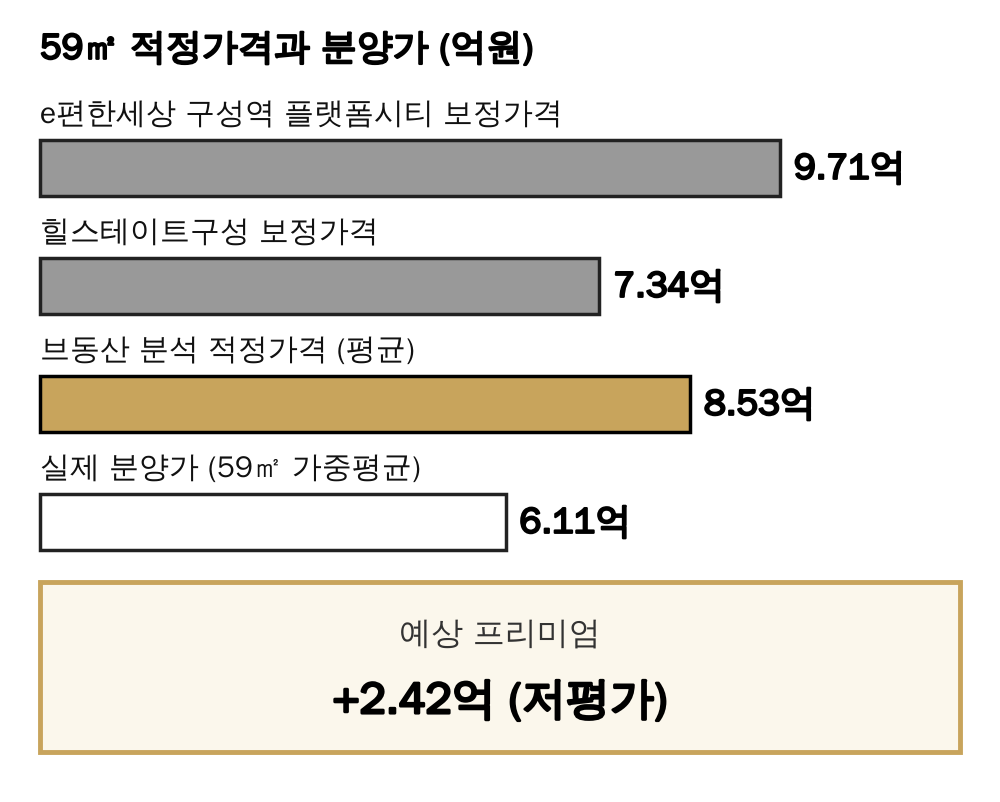 59㎡ 적정가격과 분양가 (억원)
e편한세상 구성역 플랫폼시티 보정가격
9.71억
힐스테이트구성 보정가격
7.34억
브동산 분석 적정가격 (평균)
8.53억
실제 분양가 (59㎡ 가중평균)
6.11억
예상 프리미엄
+2.42억 (저평가)